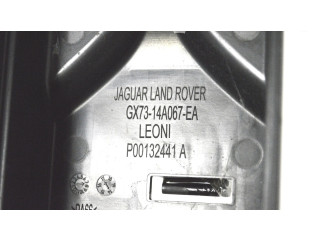 JAGUAR LAND ROVER
GX73-14A067-EA
LEONI
P00132441 A